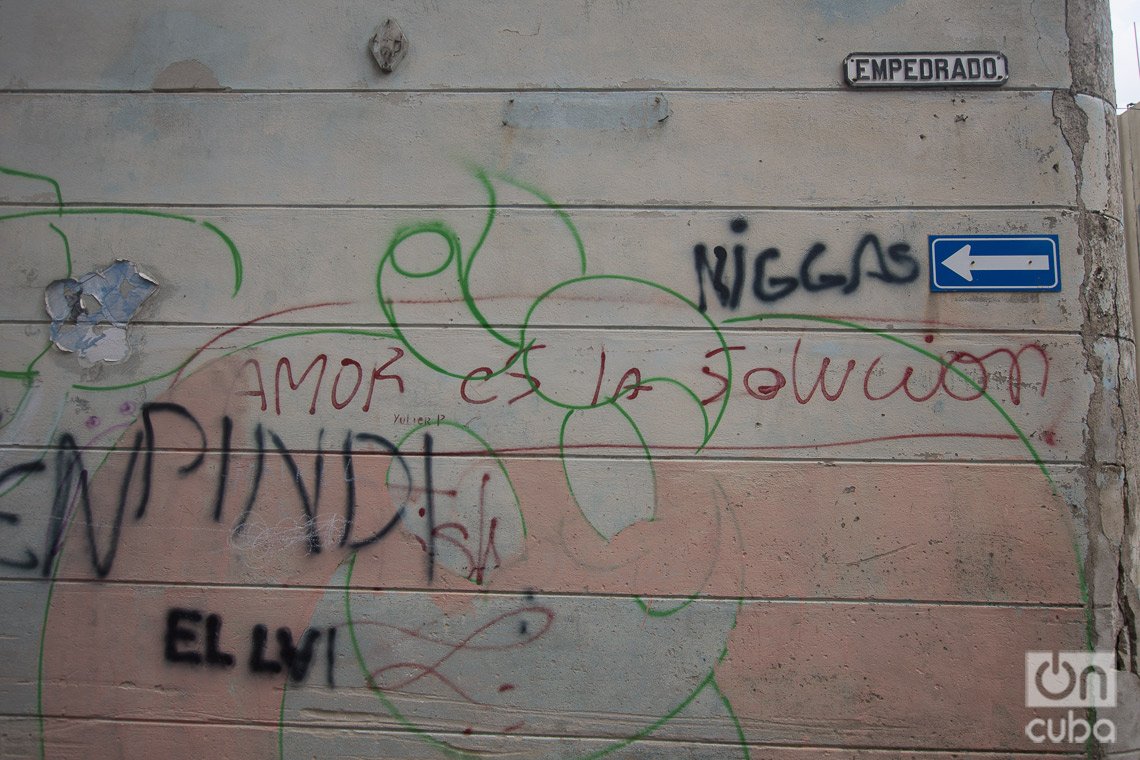 EMPEDRADO
NiGGAS
AMOR es la solucion
Yulier P.
ENPINDI
EL LVI
On
cuba